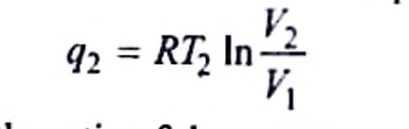 q₂ = RT₂ ln V₂/V₁